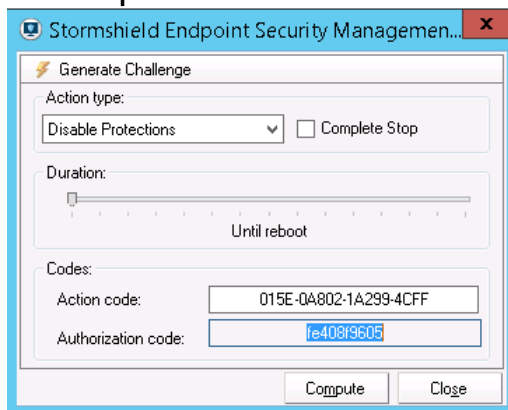 Stormshield Endpoint Security Managemen...
x
Generate Challenge
Action type:
Disable Protections
Complete Stop
Duration:
Until reboot
Codes:
Action code: 015E-0A802-1A299-4CFF
Authorization code: fe408f9605
Compute Close